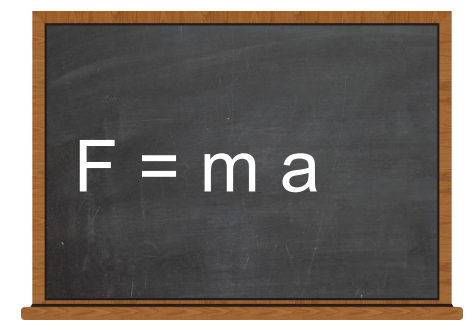 F = m a